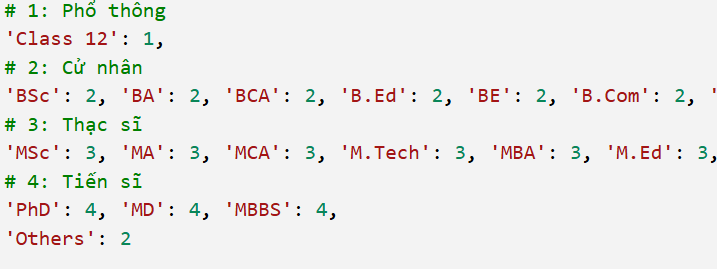 # 1: Phổ thông
'Class 12': 1,
# 2: Cử nhân
'BSc': 2, 'BA': 2, 'BCA': 2, 'B.Ed': 2, 'BE': 2, 'B.Com': 2, '
# 3: Thạc sĩ
'MSc': 3, 'MA': 3, 'MCA': 3, 'M.Tech': 3, 'MBA': 3, 'M.Ed': 3,
# 4: Tiến sĩ
'PhD': 4, 'MD': 4, 'MBBS': 4,
'Others': 2